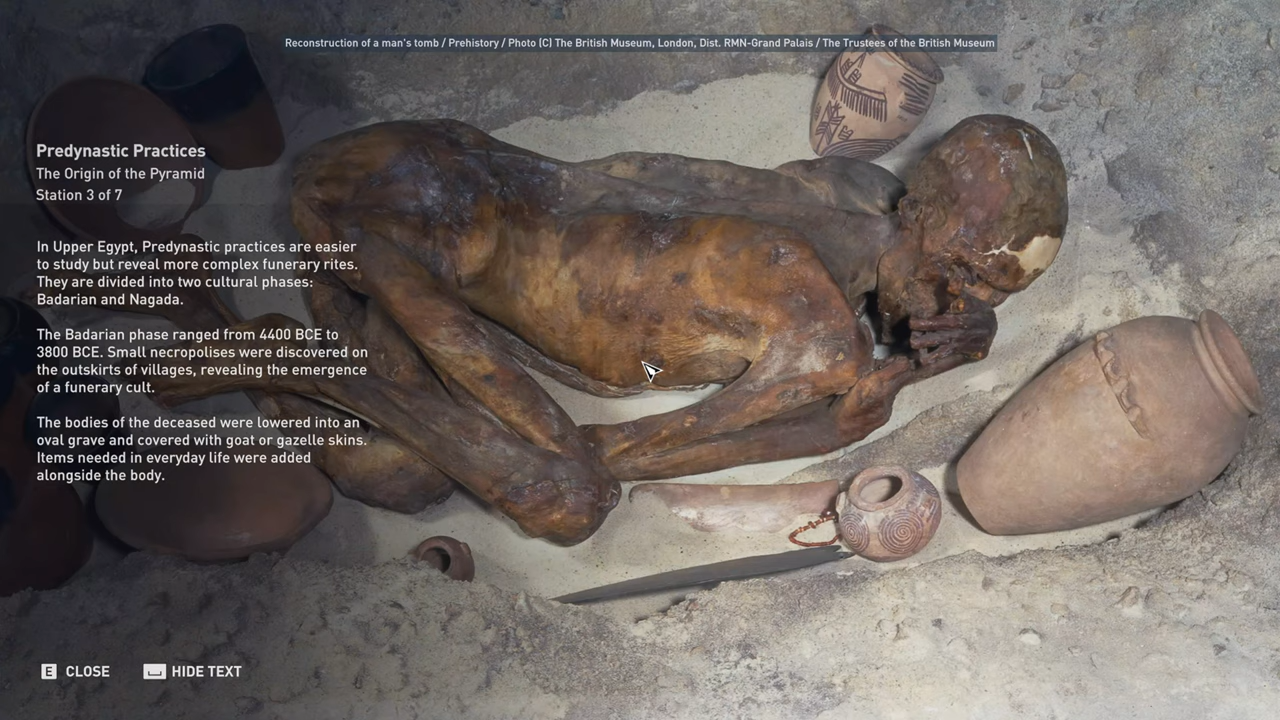 Reconstruction of a man's tomb / Prehistory / Photo (C) The British Museum, London, Dist. RMN-Grand Palais / The Trustees of the British Museum
Predynastic Practices
The Origin of the Pyramid
Station 3 of 7
In Upper Egypt, Predynastic practices are easier
to study but reveal more complex funerary rites.
They are divided into two cultural phases:
Badarian and Nagada.
The Badarian phase ranged from 4400 BCE to
3800 BCE. Small necropolises were discovered on
the outskirts of villages, revealing the emergence
of a funerary cult.
The bodies of the deceased were lowered into an
oval grave and covered with goat or gazelle skins.
Items needed in everyday life were added
alongside the body.
E CLOSE
HIDE TEXT